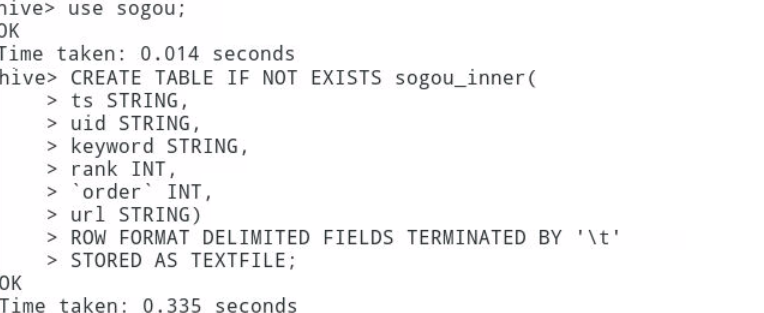 hive> use sogou;
OK
Time taken: 0.014 seconds
hive> CREATE TABLE IF NOT EXISTS sogou_inner(
    > ts STRING,
    > uid STRING,
    > keyword STRING,
    > rank INT,
    > `order` INT,
    > url STRING)
    > ROW FORMAT DELIMITED FIELDS TERMINATED BY '\t'
    > STORED AS TEXTFILE;
OK
Time taken: 0.335 seconds